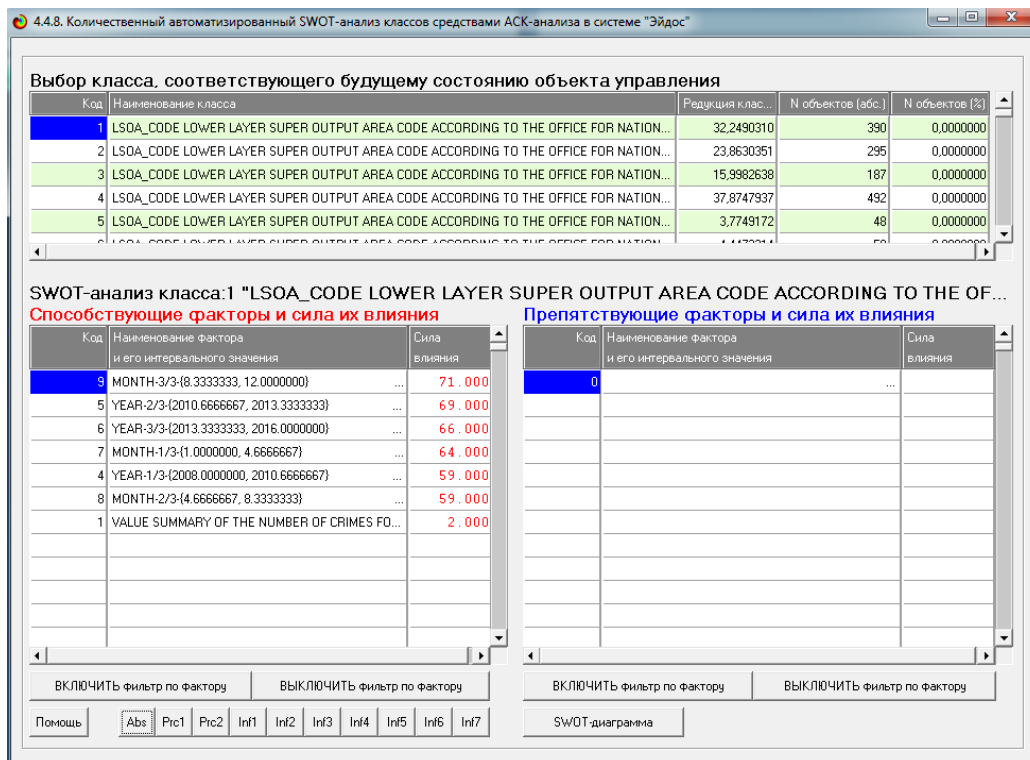 4.4.8. Количественный автоматизированный SWOT-анализ классов средствами АСК-анализа в системе "Эйдос"
Выбор класса, соответствующего будущему состоянию объекта управления
Код Наименование класса Редукция клас... N объектов (абс.) N объектов (%)
1 LSOA_CODE LOWER LAYER SUPER OUTPUT AREA CODE ACCORDING TO THE OFFICE FOR NATION... 32,2490310 390 0,0000000
2 LSOA_CODE LOWER LAYER SUPER OUTPUT AREA CODE ACCORDING TO THE OFFICE FOR NATION... 23,8630351 295 0,0000000
3 LSOA_CODE LOWER LAYER SUPER OUTPUT AREA CODE ACCORDING TO THE OFFICE FOR NATION... 15,9982638 187 0,0000000
4 LSOA_CODE LOWER LAYER SUPER OUTPUT AREA CODE ACCORDING TO THE OFFICE FOR NATION... 37,8747937 492 0,0000000
5 LSOA_CODE LOWER LAYER SUPER OUTPUT AREA CODE ACCORDING TO THE OFFICE FOR NATION... 3,7749172 48 0,0000000
SWOT-анализ класса:1 "LSOA_CODE LOWER LAYER SUPER OUTPUT AREA CODE ACCORDING TO THE OF...
Способствующие факторы и сила их влияния
Код Наименование фактора и его интервального значения Сила влияния
9 MONTH-3/3-{8.3333333, 12.0000000} ... 71.000
5 YEAR-2/3-{2010.6666667, 2013.3333333} ... 69.000
6 YEAR-3/3-{2013.3333333, 2016.0000000} ... 66.000
7 MONTH-1/3-{1.0000000, 4.6666667} ... 64.000
4 YEAR-1/3-{2008.0000000, 2010.6666667} ... 59.000
8 MONTH-2/3-{4.6666667, 8.3333333} ... 59.000
1 VALUE SUMMARY OF THE NUMBER OF CRIMES FO... 2.000
Препятствующие факторы и сила их влияния
Код Наименование фактора и его интервального значения Сила влияния
0 ...
ВКЛЮЧИТЬ фильтр по фактору ВЫКЛЮЧИТЬ фильтр по фактору ВКЛЮЧИТЬ фильтр по фактору ВЫКЛЮЧИТЬ фильтр по фактору
Помощь Abs Prc1 Prc2 Inf1 Inf2 Inf3 Inf4 Inf5 Inf6 Inf7 SWOT-диаграмма